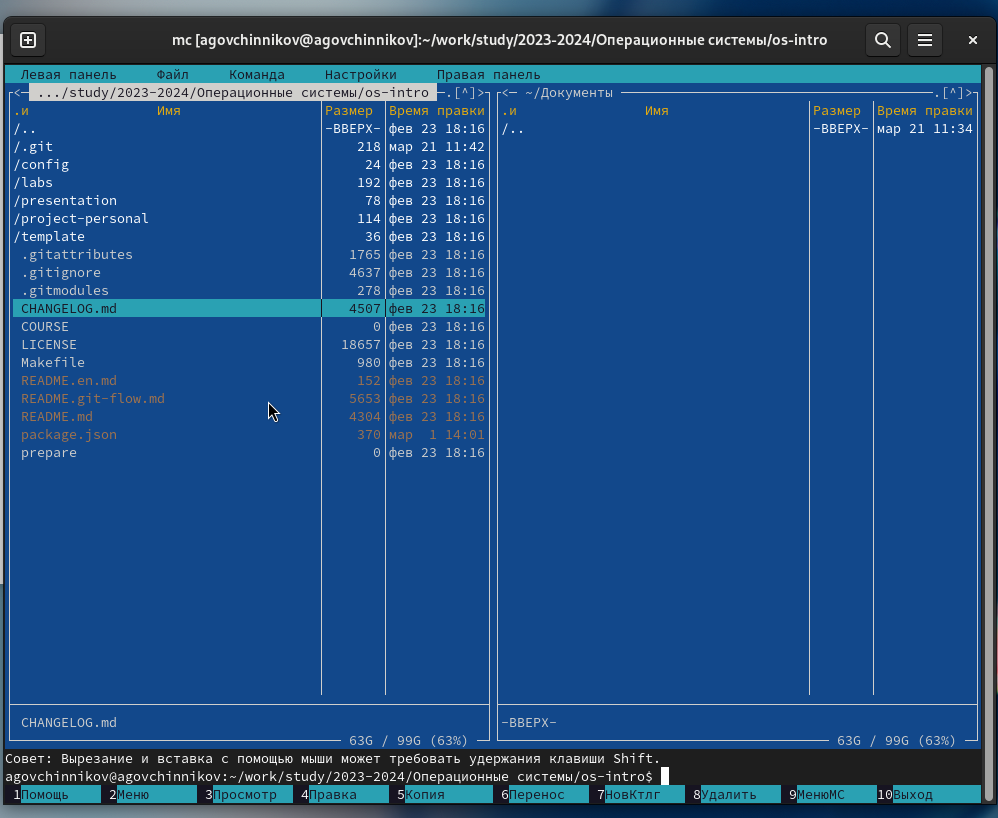 mc [agovchinnikov@agovchinnikov]:~/work/study/2023-2024/Операционные системы/os-intro
Левая панель Файл Команда Настройки Правая панель
<— .../study/2023-2024/Операционные системы/os-intro —.[^]>
.и Имя Размер Время правки
/.. -ВВЕРХ- фев 23 18:16
/.git 218 мар 21 11:42
/config 24 фев 23 18:16
/labs 192 фев 23 18:16
/presentation 78 фев 23 18:16
/project-personal 114 фев 23 18:16
/template 36 фев 23 18:16
.gitattributes 1765 фев 23 18:16
.gitignore 4637 фев 23 18:16
.gitmodules 278 фев 23 18:16
CHANGELOG.md 4507 фев 23 18:16
COURSE 0 фев 23 18:16
LICENSE 18657 фев 23 18:16
Makefile 980 фев 23 18:16
README.en.md 152 фев 23 18:16
README.git-flow.md 5653 фев 23 18:16
README.md 4304 фев 23 18:16
package.json 370 мар 1 14:01
prepare 0 фев 23 18:16
CHANGELOG.md
63G / 99G (63%)
<— ~/Документы —.[^]>
.и Имя Размер Время правки
/.. -ВВЕРХ- мар 21 11:34
-ВВЕРХ-
63G / 99G (63%)
Совет: Вырезание и вставка с помощью мыши может требовать удержания клавиши Shift.
agovchinnikov@agovchinnikov:~/work/study/2023-2024/Операционные системы/os-intro$
1Помощь 2Меню 3Просмотр 4Правка 5Копия 6Перенос 7НовКтлг 8Удалить 9МенюМС 10Выход